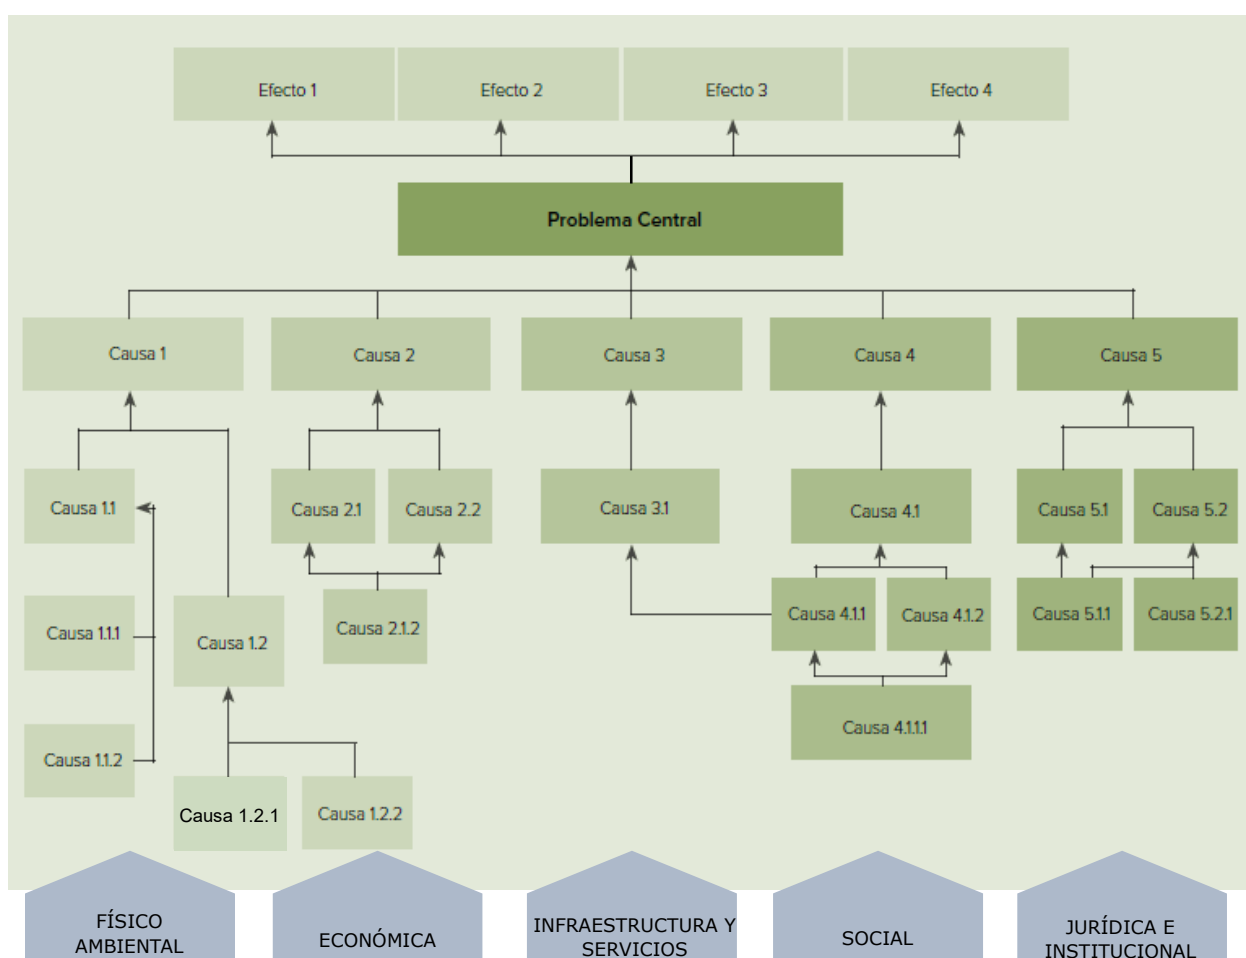 Efecto 1
Efecto 2
Efecto 3
Efecto 4
Problema Central
Causa 1
Causa 2
Causa 3
Causa 4
Causa 5
Causa 1.1
Causa 2.1
Causa 2.2
Causa 3.1
Causa 4.1
Causa 5.1
Causa 5.2
Causa 1.1.1
Causa 1.2
Causa 2.1.2
Causa 4.1.1
Causa 4.1.2
Causa 5.1.1
Causa 5.2.1
Causa 1.1.2
Causa 4.1.1.1
Causa 1.2.1
Causa 1.2.2
FÍSICO
AMBIENTAL
ECONÓMICA
INFRAESTRUCTURA Y
SERVICIOS
SOCIAL
JURÍDICA E
INSTITUCIONAL